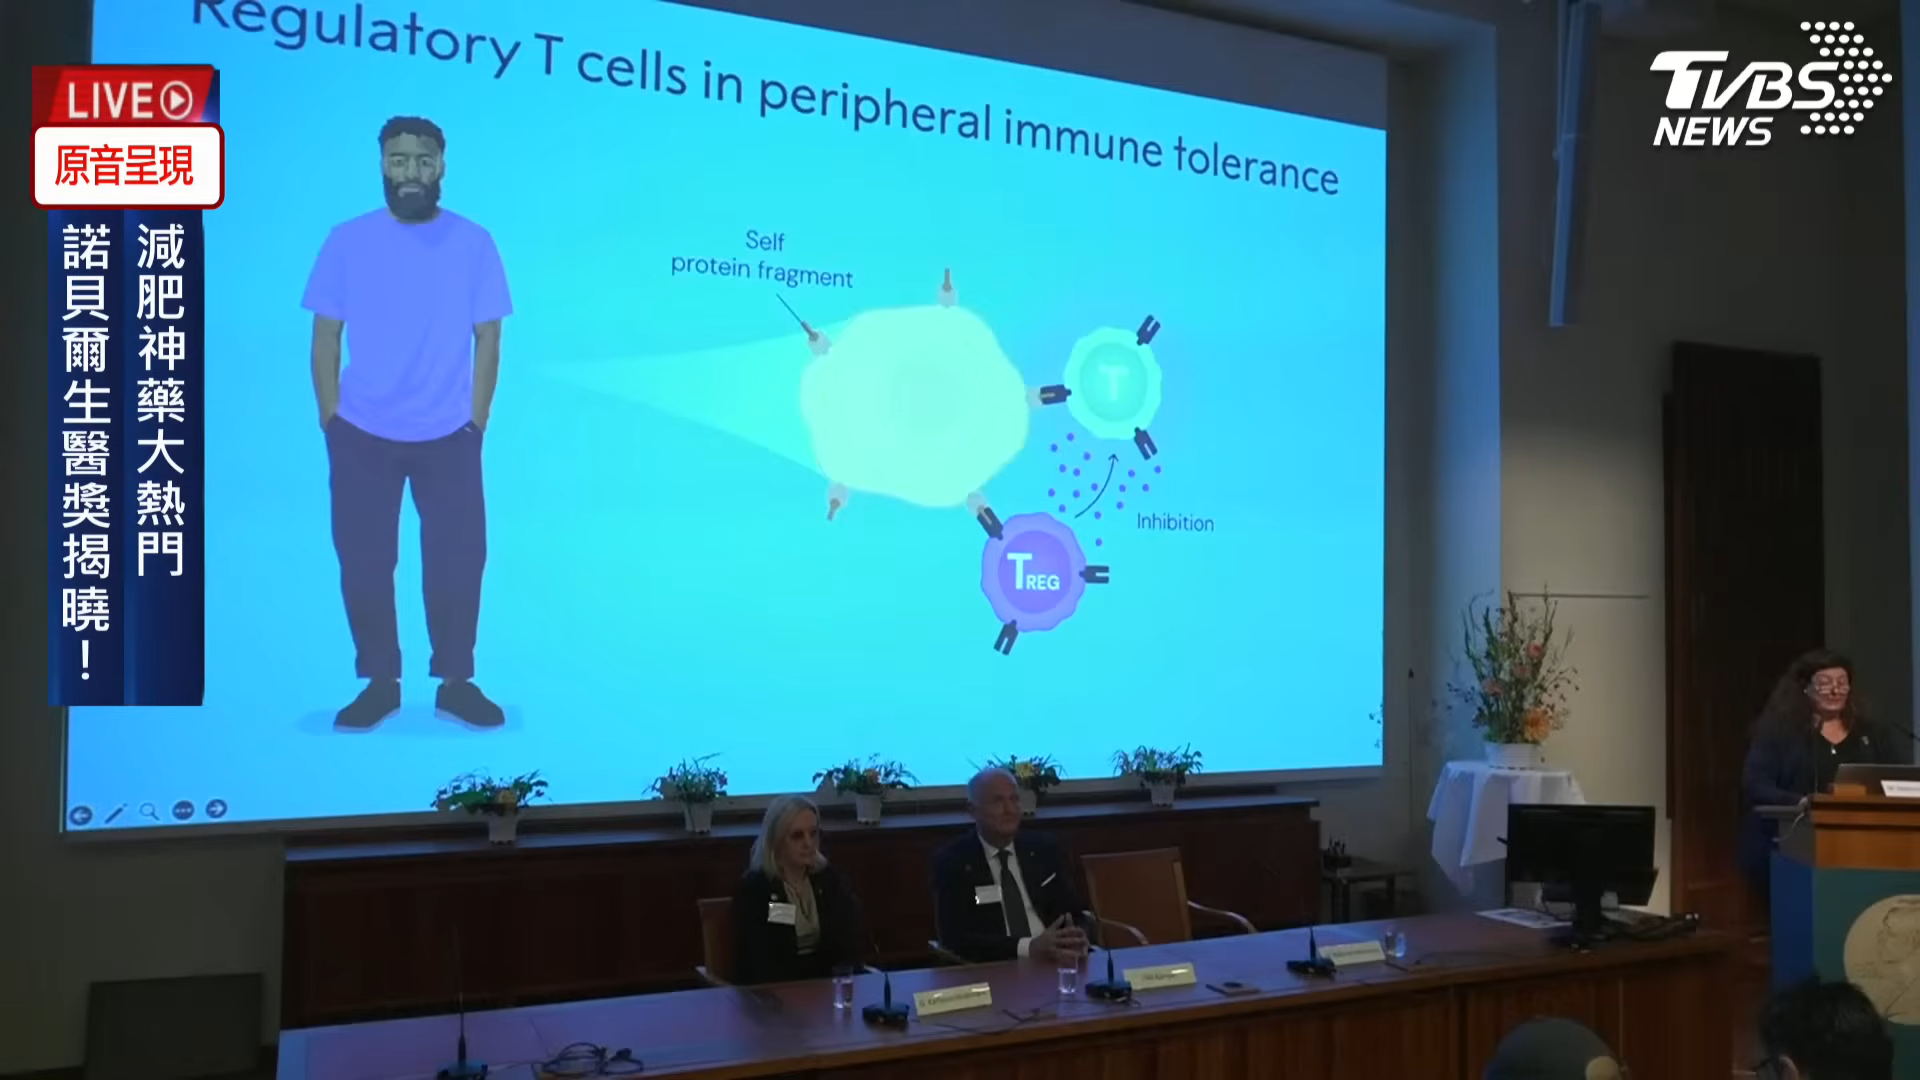 Regulatory T cells in peripheral immune tolerance
LIVE
原音呈現
減肥神藥大熱門
諾貝爾生醫獎揭曉！
TVBS
NEWS
Self
protein fragment
T
Inhibition
TREG